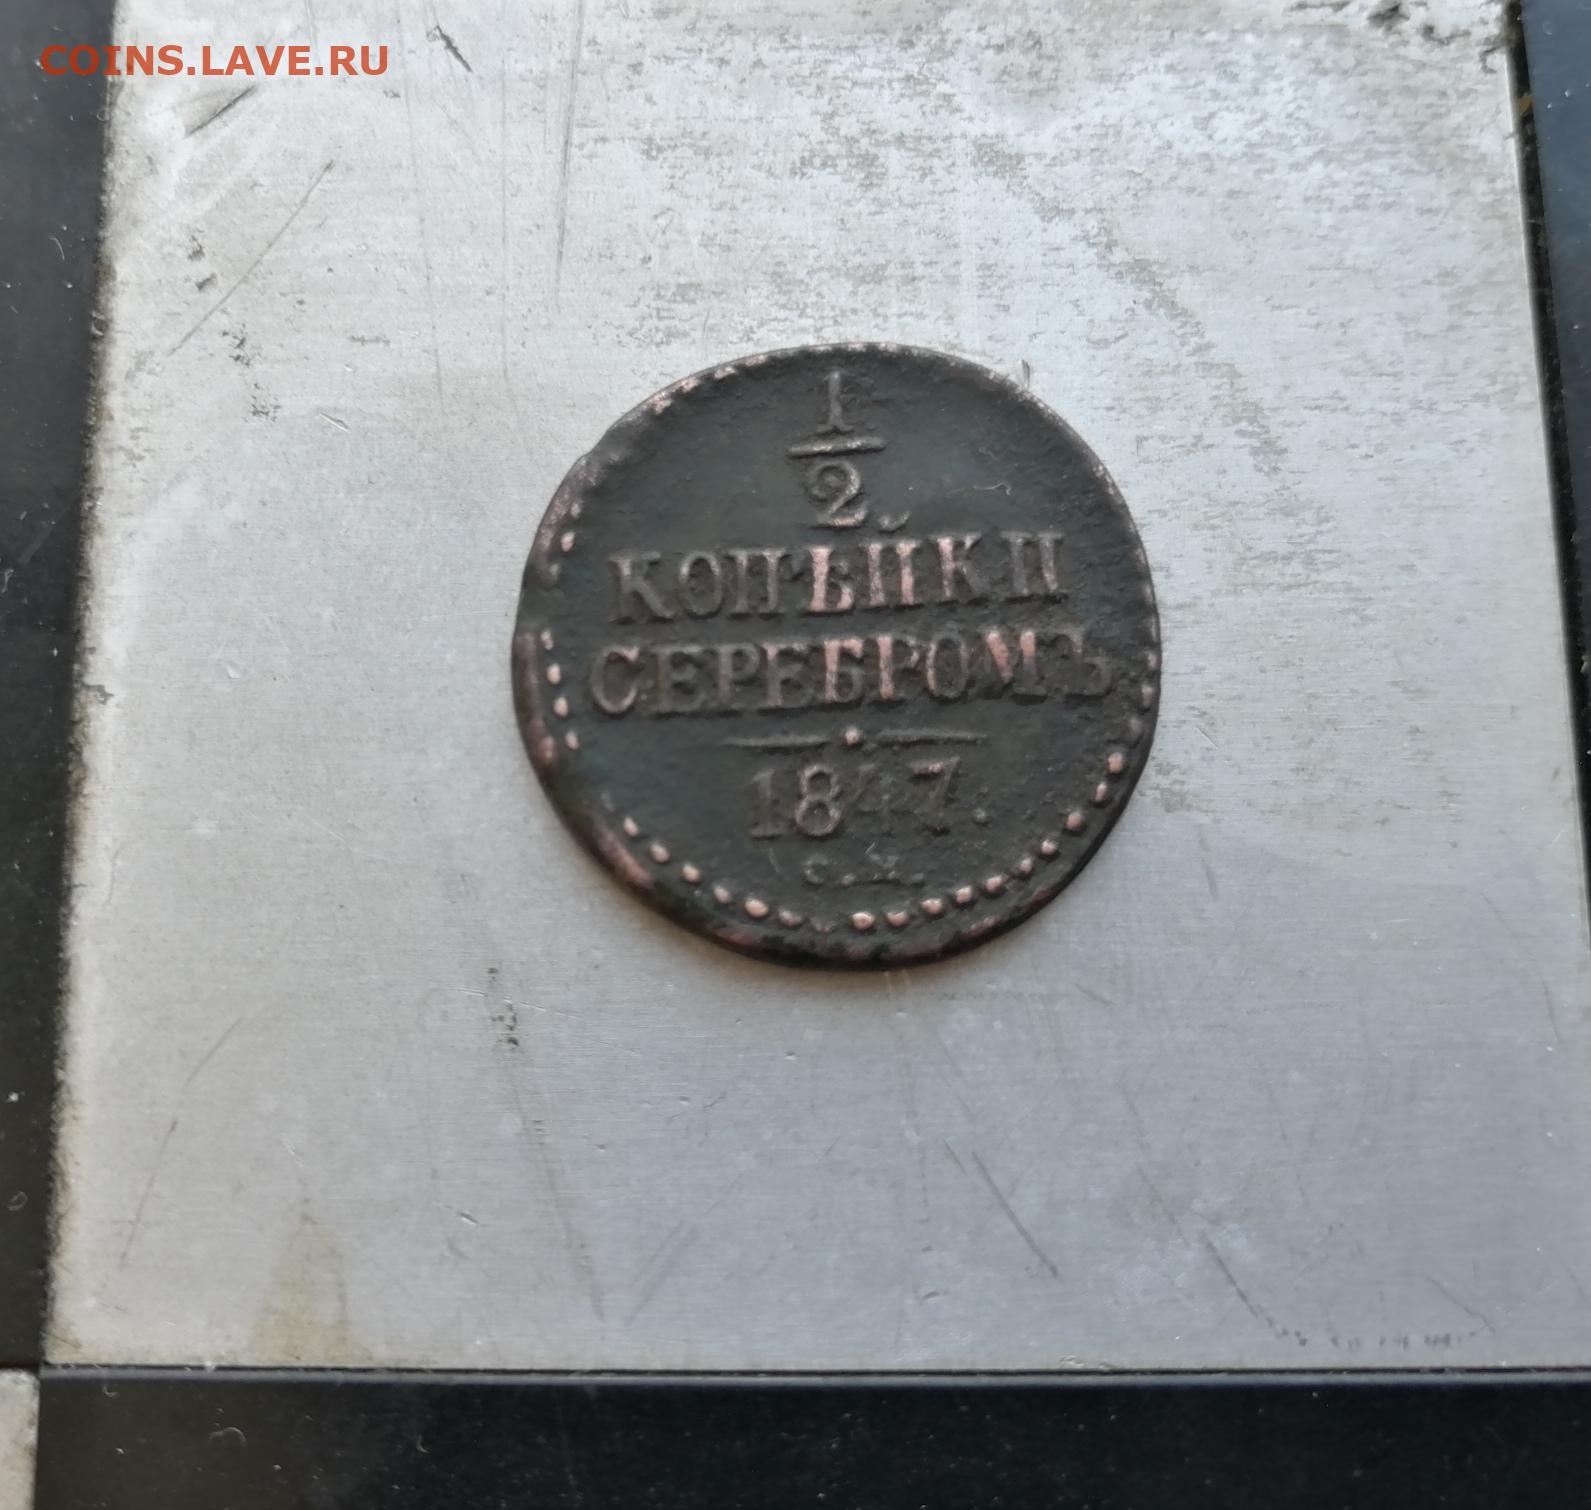 COINS.LAVE.RU
1
2
КОПѢЙКИ
СЕРЕБРОМЪ
1847.
С.М.